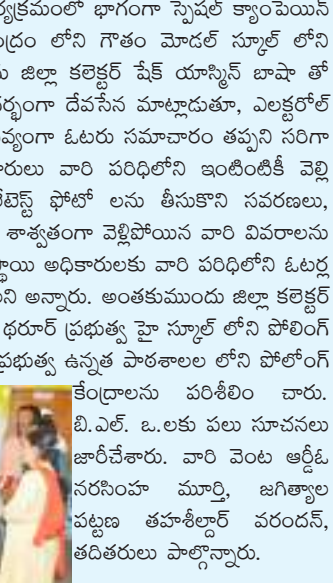 ర్యక్రమంలో భాగంగా స్పెషల్ క్యాంపెయిన్
ంద్రం లోని గౌతం మోడల్ స్కూల్ లోని
జిల్లా కలెక్టర్ షేక్ యాస్మిన్ బాషా తో
ర్భంగా దేవసేన మాట్లాడుతూ, ఎలక్టరోల్
వ్యంగా ఓటరు సమాచారం తప్పని సరిగా
ారులు వారి పరిధిలోని ఇంటింటికీ వెల్లి
లేటెస్ట్ ఫోటో లను తీసుకొని సవరణలు,
శాశ్వతంగా వెళ్లిపోయిన వారి వివరాలను
స్థాయి అధికారులకు వారి పరిధిలోని ఓటర్ల
ని అన్నారు. అంతకుముందు జిల్లా కలెక్టర్
థరూర్ ప్రభుత్వ హై స్కూల్ లోని పోలింగ్
ప్రభుత్వ ఉన్నత పాఠశాలల లోని పోలోంగ్
కేంద్రాలను పరిశీలిం చారు.
బి.ఎల్. ఒ.లకు పలు సూచనలు
జారీచేశారు. వారి వెంట ఆర్డీఓ
నరసింహ మూర్తి, జగిత్యాల
పట్టణ తహశీల్దార్ వరందన్,
తదితరులు పాల్గొన్నారు.